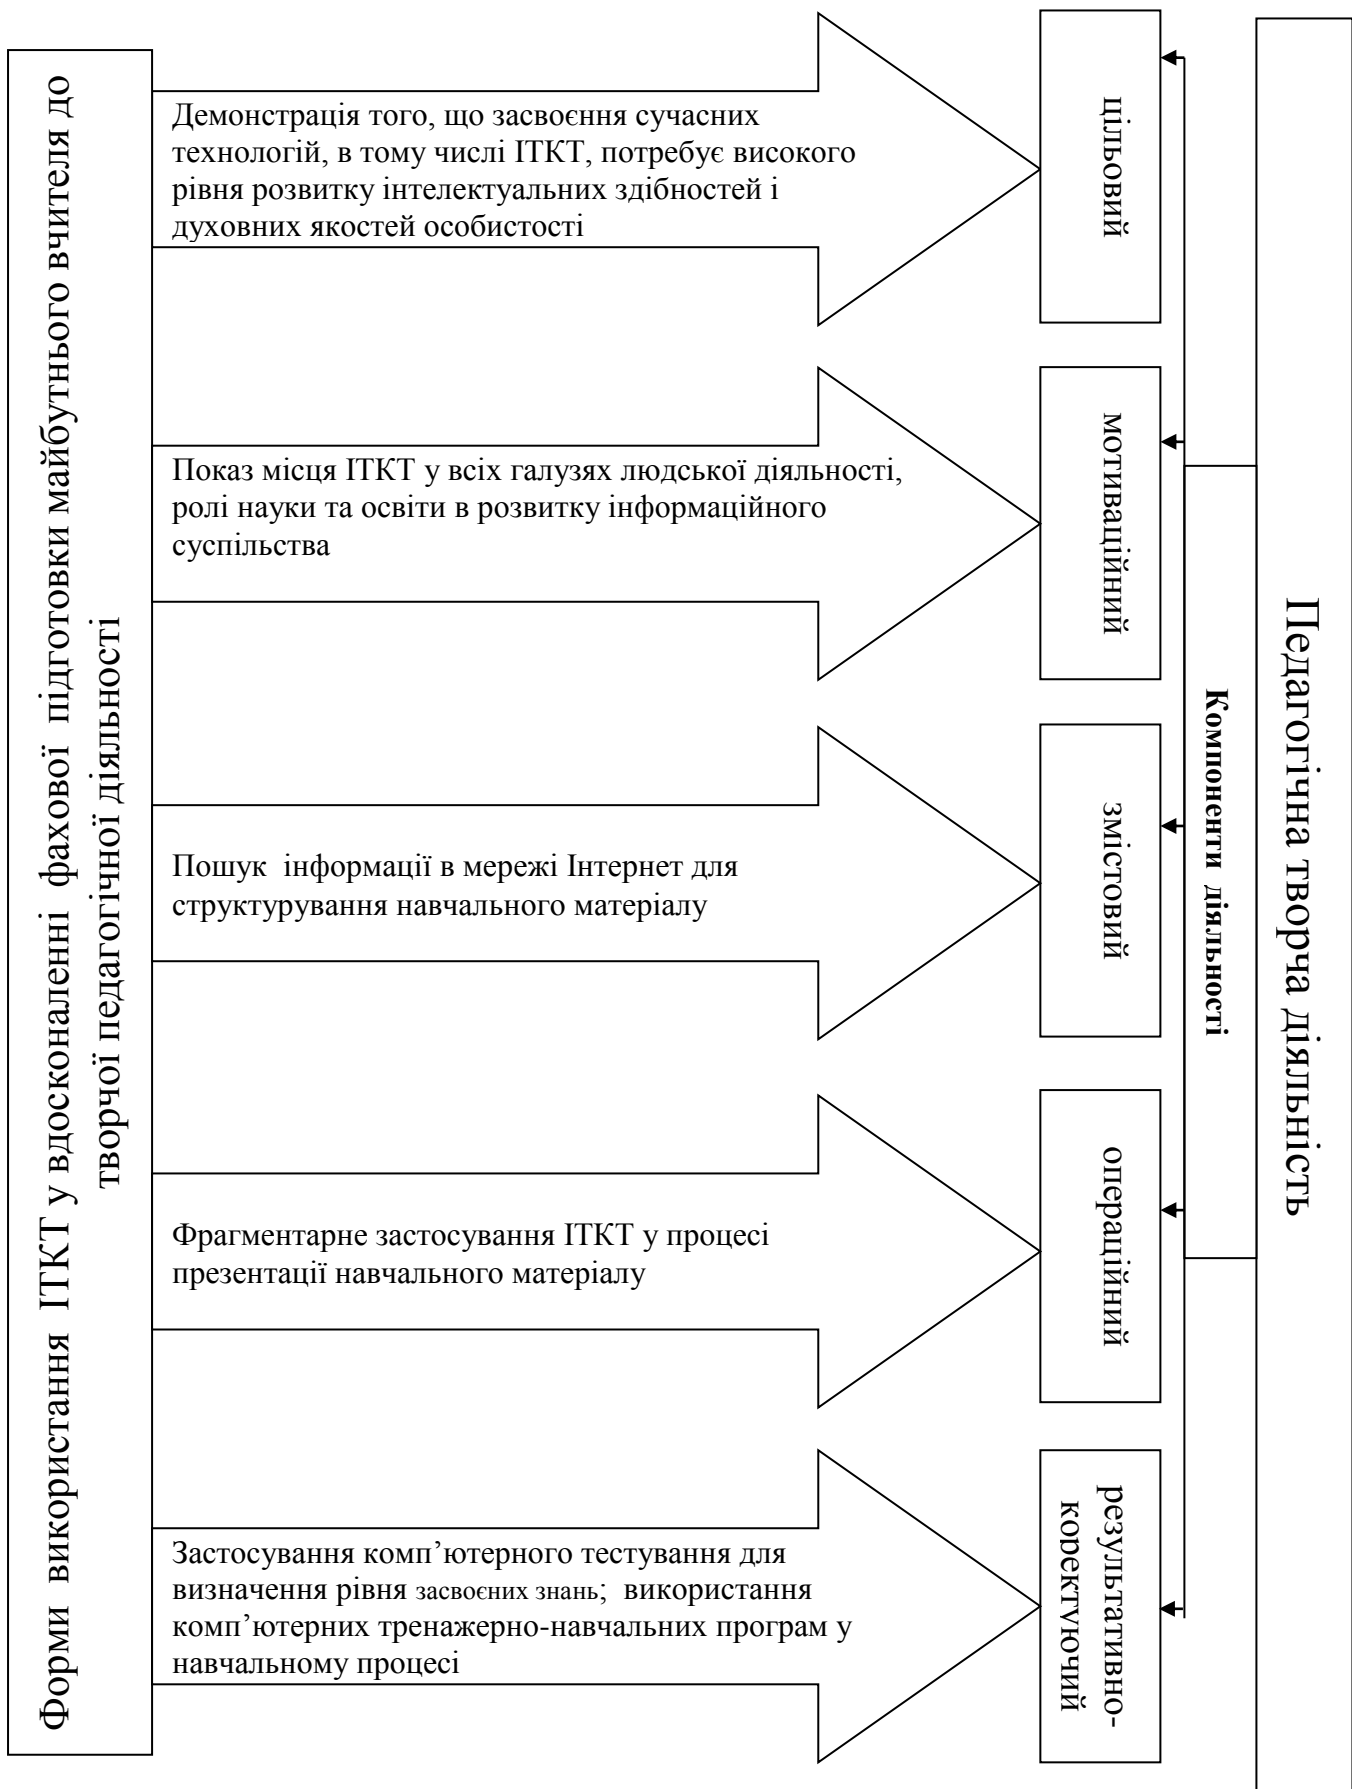 Форми використання ІТКТ у вдосконаленні фахової підготовки майбутнього вчителя до
творчої педагогічної діяльності
Демонстрація того, що засвоєння сучасних
технологій, в тому числі ІТКТ, потребує високого
рівня розвитку інтелектуальних здібностей і
духовних якостей особистості
цільовий
Показ місця ІТКТ у всіх галузях людської діяльності,
ролі науки та освіти в розвитку інформаційного
суспільства
мотиваційний
Пошук інформації в мережі Інтернет для
структурування навчального матеріалу
змістовий
Фрагментарне застосування ІТКТ у процесі
презентації навчального матеріалу
операційний
Застосування комп’ютерного тестування для
визначення рівня засвоєних знань; використання
комп’ютерних тренажерно-навчальних програм у
навчальному процесі
результативно-
коректуючий
Компоненти діяльності
Педагогічна творча діяльність